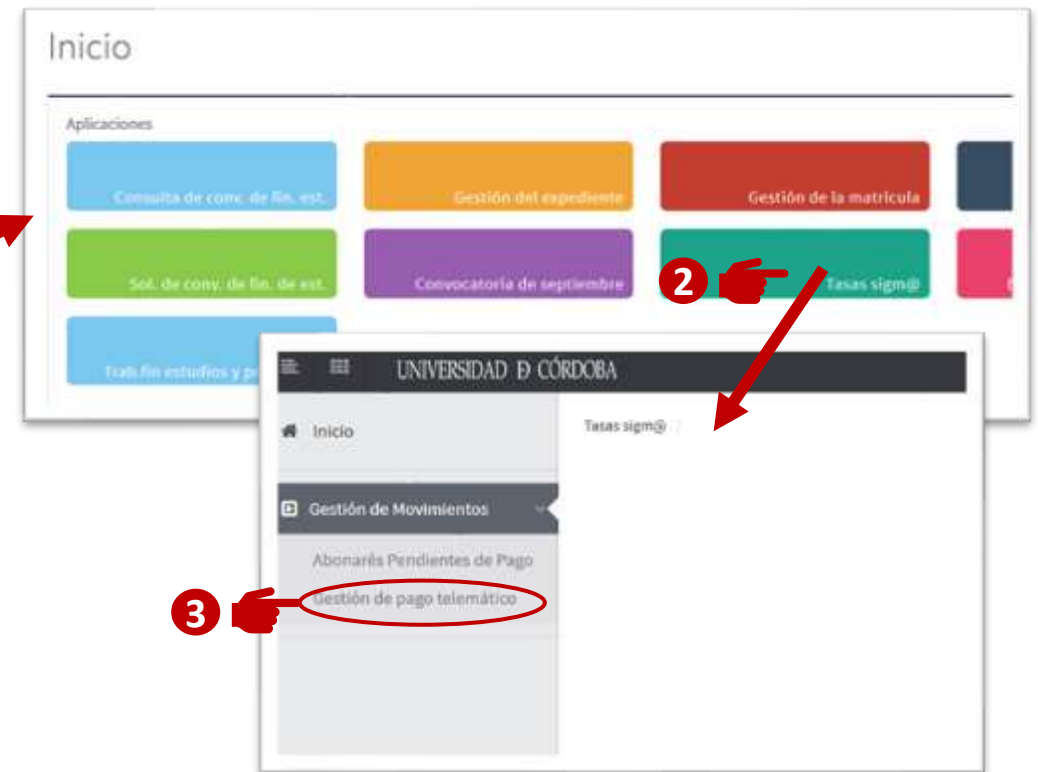 Inicio
Aplicaciones
Consulta de conv. de fin. est.
Gestión del expediente
Gestión de la matrícula
Sol. de conv. de fin. de est.
Convocatoria de septiembre
2
Tasas sigm@
Trab.fin estudios y
UNIVERSIDAD Ð CÓRDOBA
Inicio
Tasas sigm@ /
Gestión de Movimientos
Abonarés Pendientes de Pago
3
Gestión de pago telemático